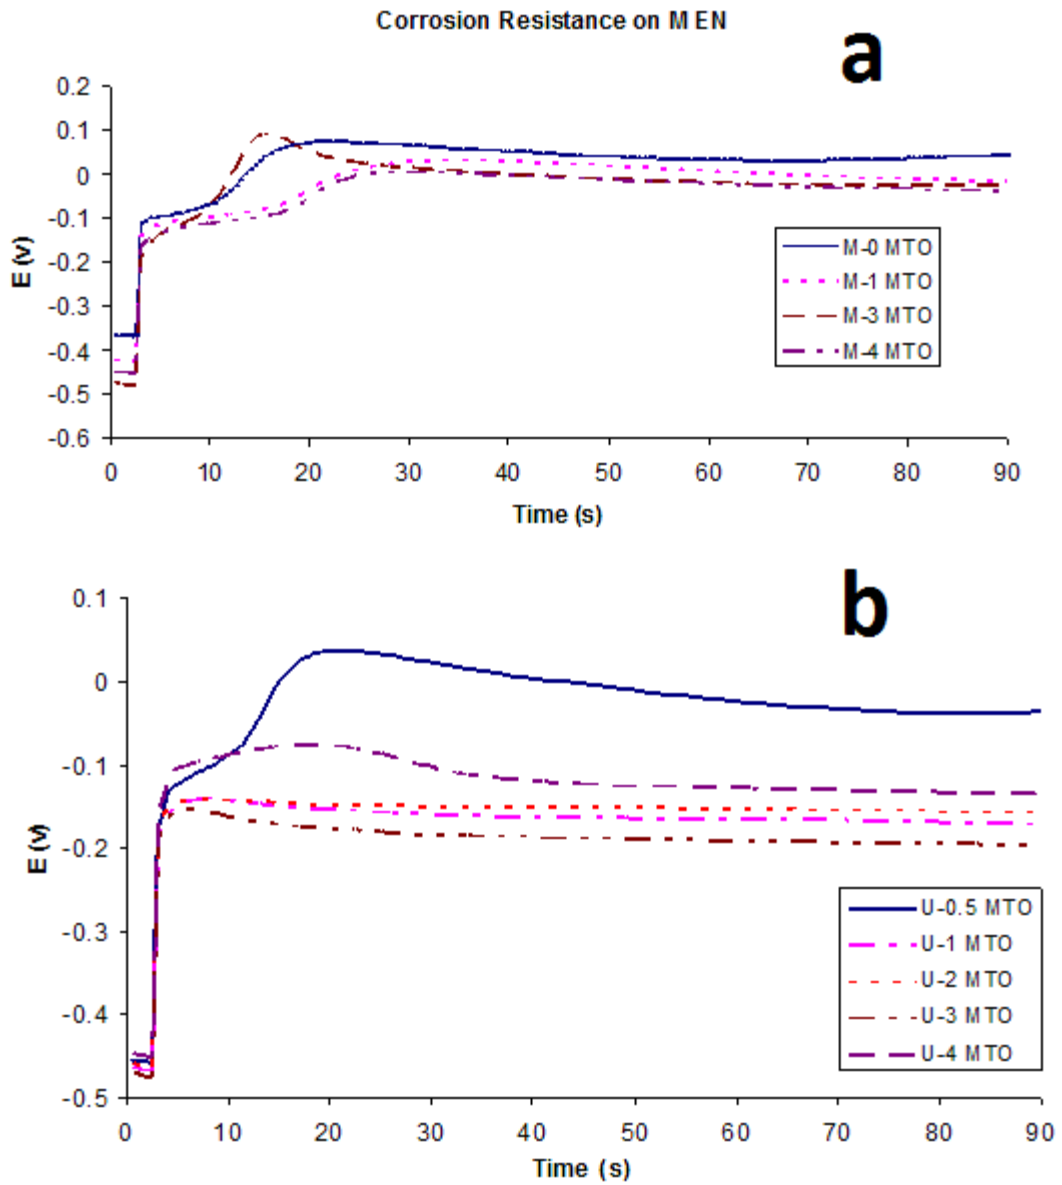 Corrosion Resistance on MEN
a
0.2
0.1
0
-0.1
-0.2
-0.3
-0.4
-0.5
-0.6
E (v)
M-0 MTO
M-1 MTO
M-3 MTO
M-4 MTO
0 10 20 30 40 50 60 70 80 90
Time (s)
b
0.1
0
-0.1
-0.2
-0.3
-0.4
-0.5
E (v)
U-0.5 MTO
U-1 MTO
U-2 MTO
U-3 MTO
U-4 MTO
0 10 20 30 40 50 60 70 80 90
Time (s)